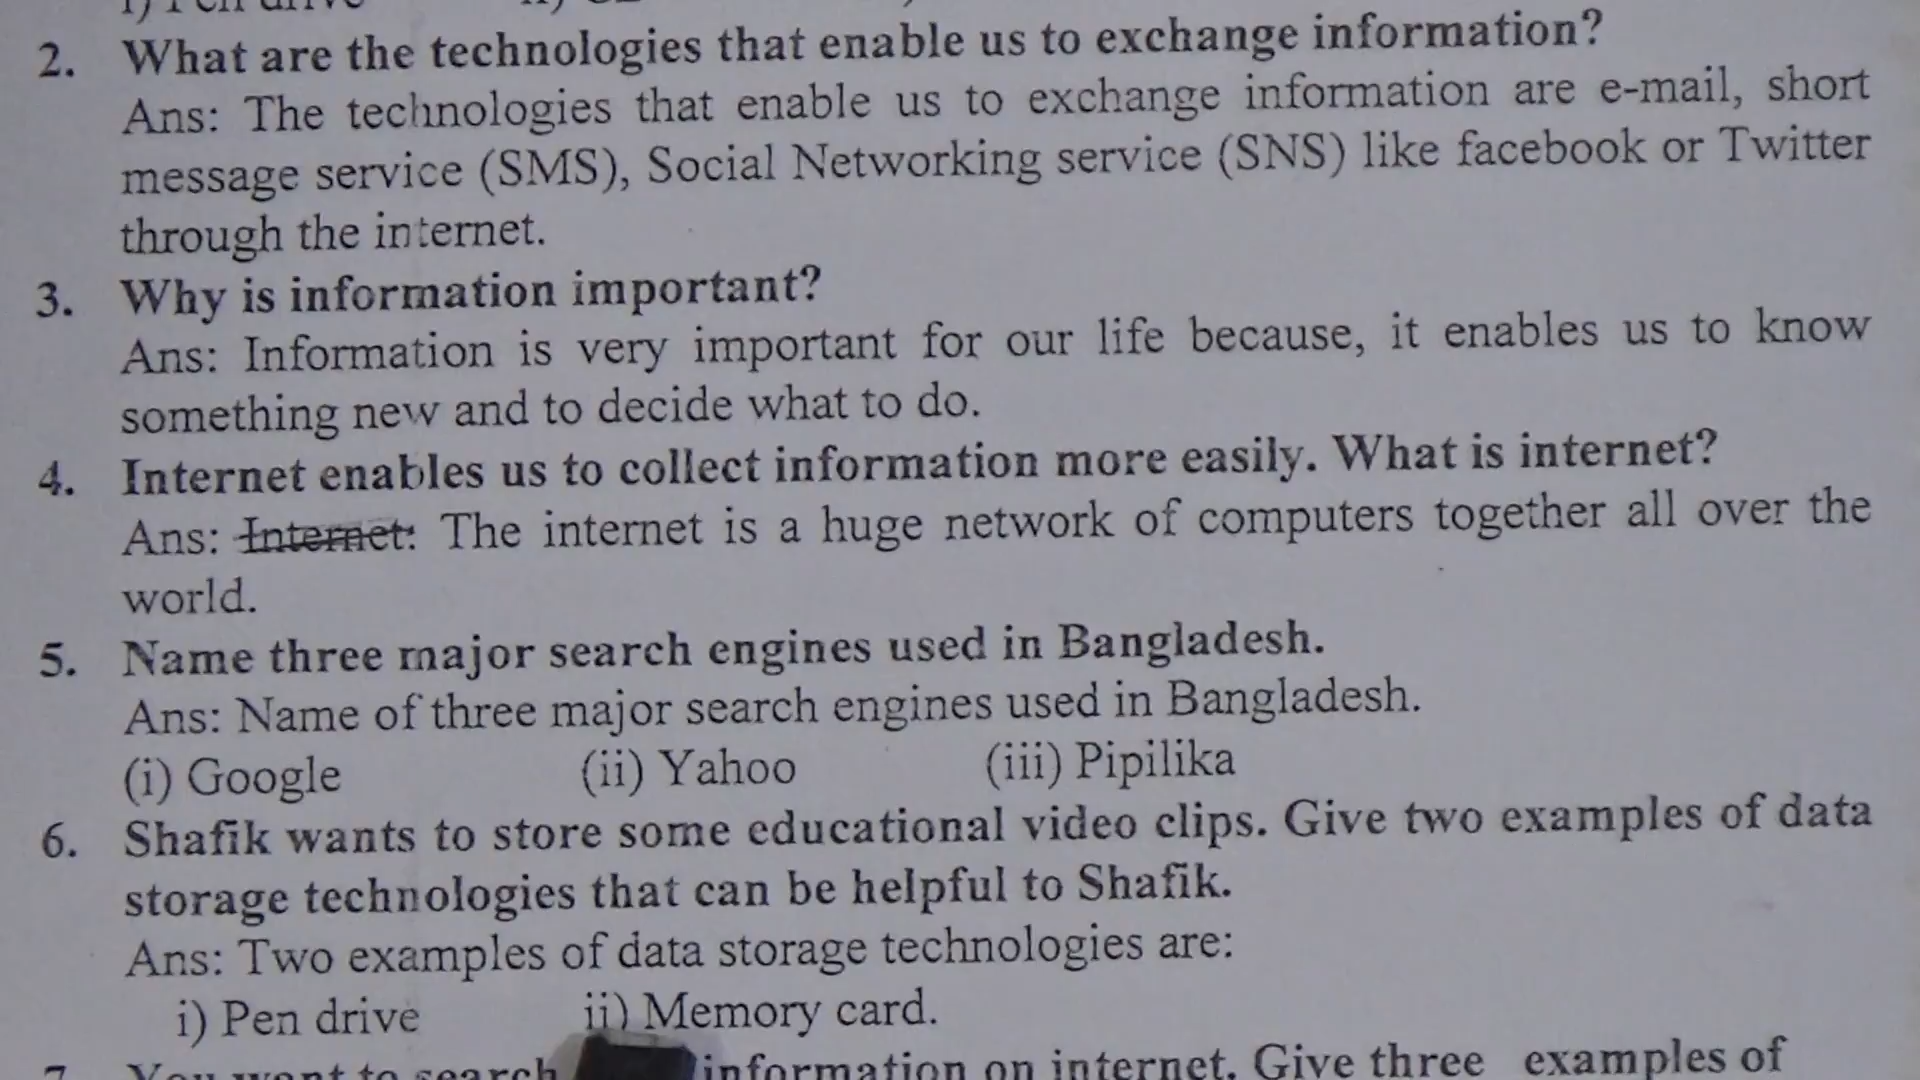 i) Pen drive
2. What are the technologies that enable us to exchange information?
Ans: The technologies that enable us to exchange information are e-mail, short
message service (SMS), Social Networking service (SNS) like facebook or Twitter
through the internet.
3. Why is information important?
Ans: Information is very important for our life because, it enables us to know
something new and to decide what to do.
4. Internet enables us to collect information more easily. What is internet?
Ans: Internet: The internet is a huge network of computers together all over the
world.
5. Name three major search engines used in Bangladesh.
Ans: Name of three major search engines used in Bangladesh.
(i) Google (ii) Yahoo (iii) Pipilika
6. Shafik wants to store some educational video clips. Give two examples of data
storage technologies that can be helpful to Shafik.
Ans: Two examples of data storage technologies are:
i) Pen drive ii) Memory card.
7. You want to search information on internet. Give three examples of